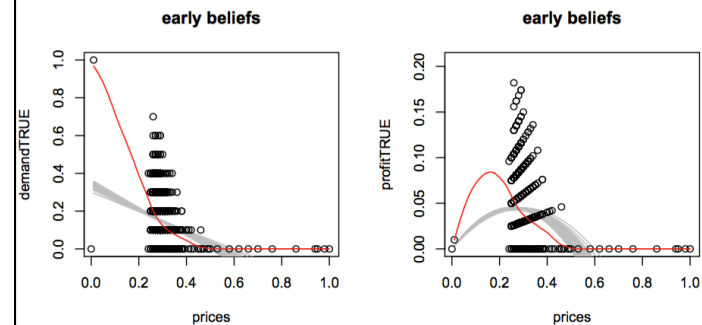 early beliefs
demandTRUE
1.0
0.8
0.6
0.4
0.2
0.0
0.0 0.2 0.4 0.6 0.8 1.0
prices
early beliefs
profitTRUE
0.20
0.15
0.10
0.05
0.00
0.0 0.2 0.4 0.6 0.8 1.0
prices